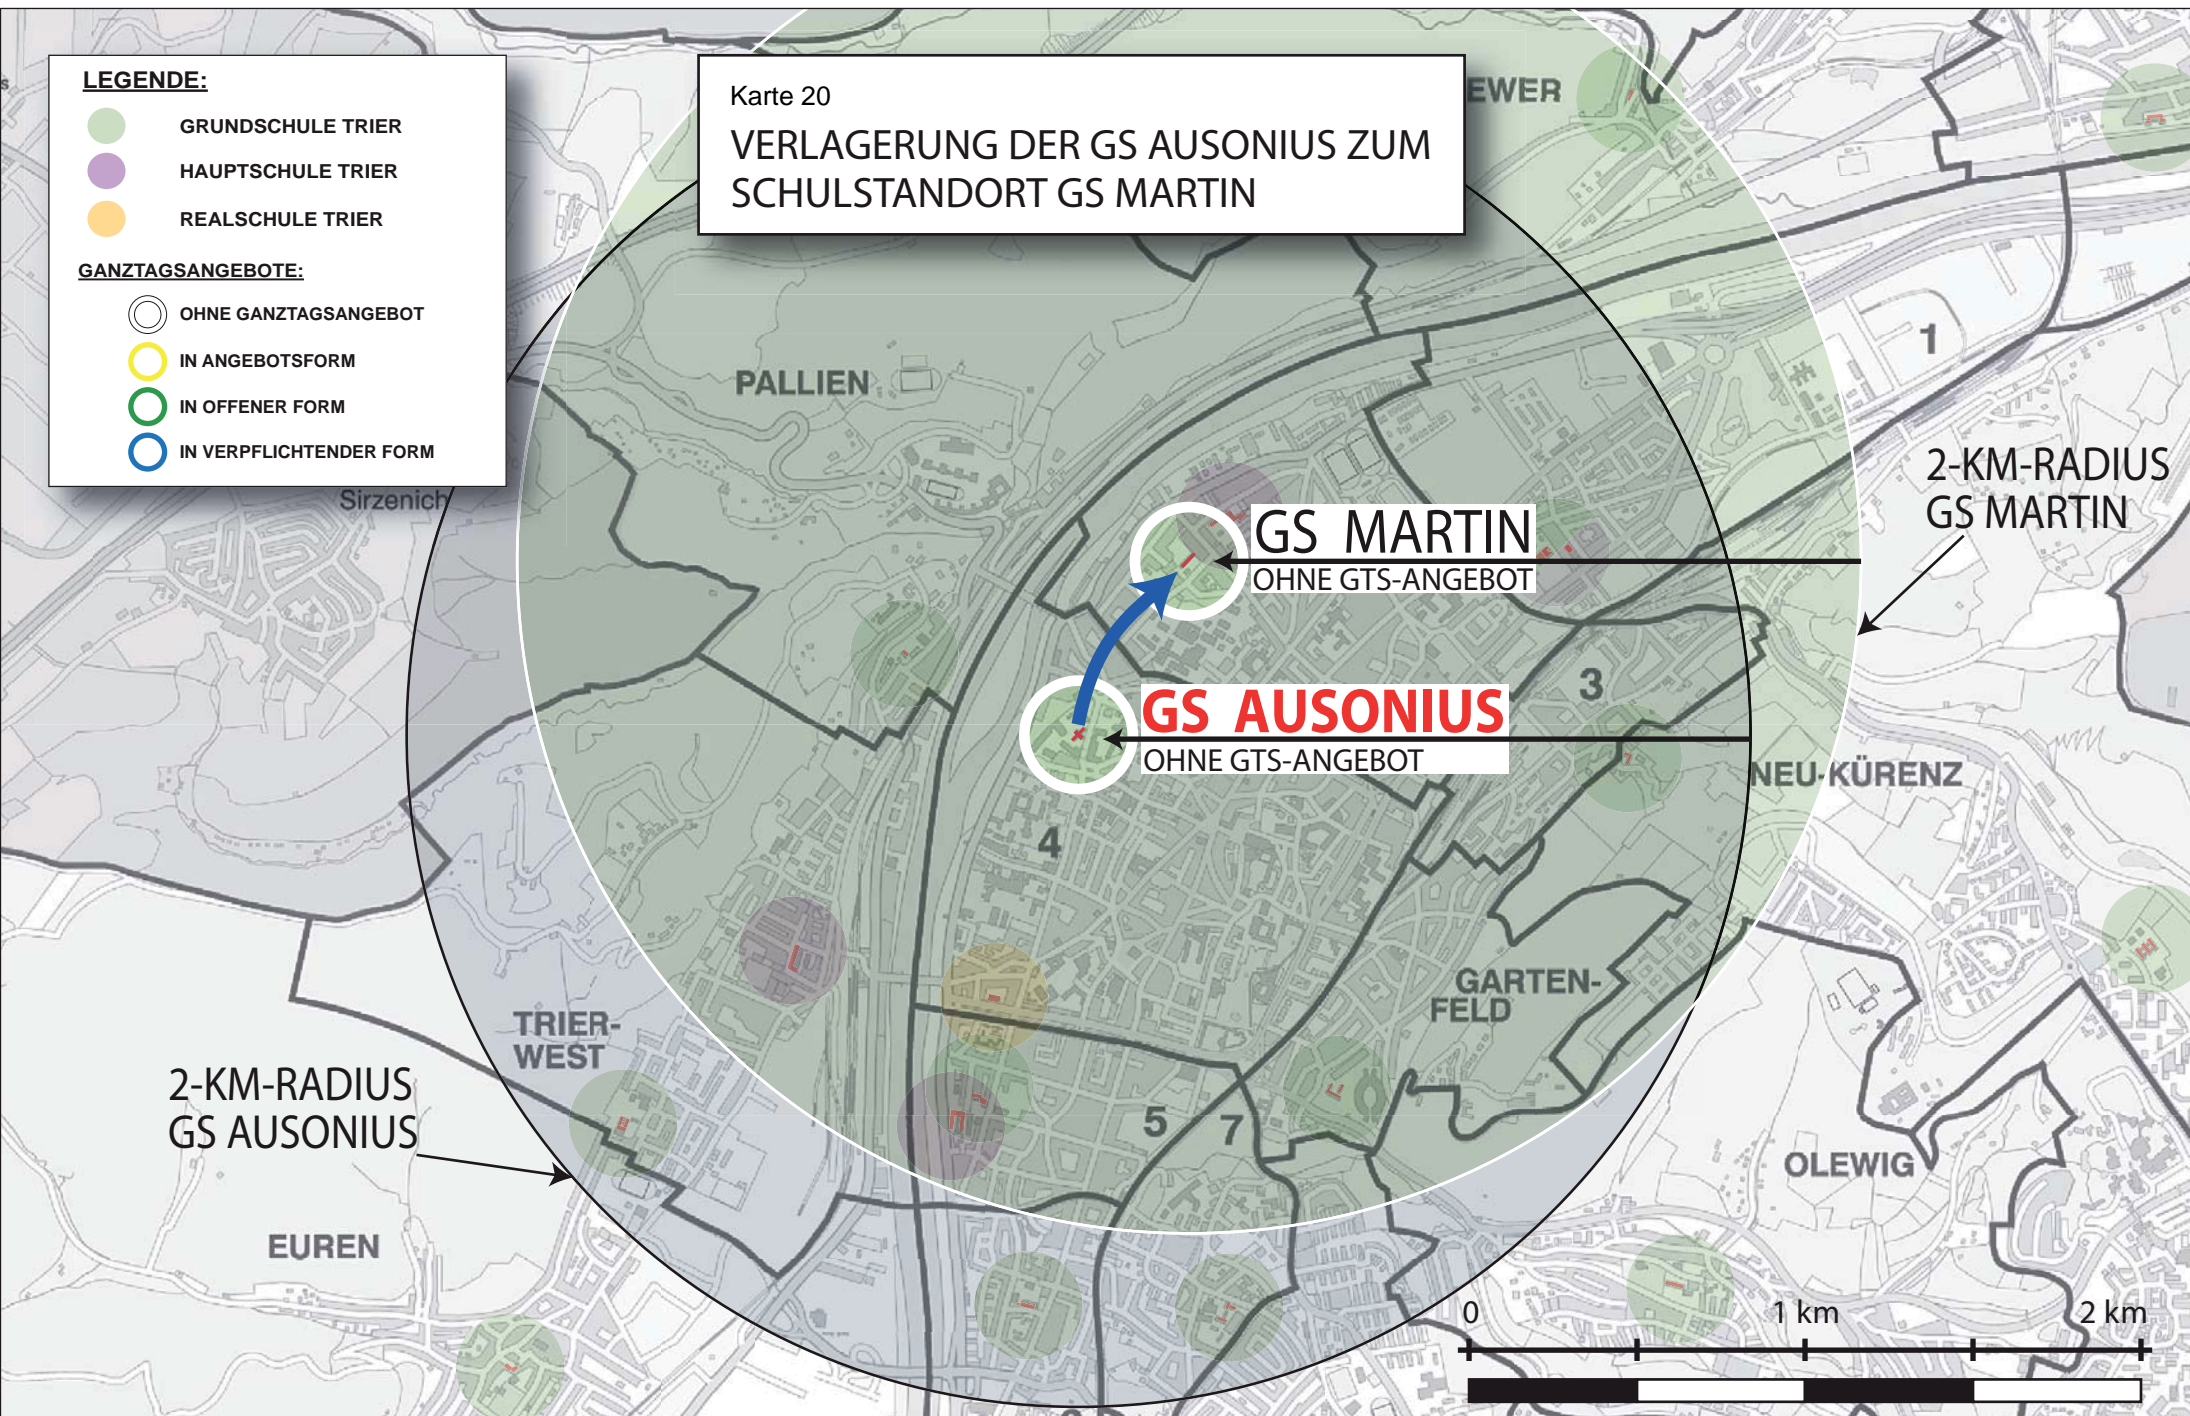 LEGENDE:
GRUNDSCHULE TRIER
HAUPTSCHULE TRIER
REALSCHULE TRIER
GANZTAGSANGEBOTE:
OHNE GANZTAGSANGEBOT
IN ANGEBOTSFORM
IN OFFENER FORM
IN VERPFLICHTENDER FORM
Karte 20
VERLAGERUNG DER GS AUSONIUS ZUM
SCHULSTANDORT GS MARTIN
EWER
1
PALLIEN
2-KM-RADIUS
GS MARTIN
Sirzenich
GS MARTIN
OHNE GTS-ANGEBOT
3
GS AUSONIUS
OHNE GTS-ANGEBOT
NEU-KÜRENZ
4
GARTEN-
FELD
TRIER-
WEST
2-KM-RADIUS
GS AUSONIUS
5
7
OLEWIG
EUREN
0
1 km
2 km